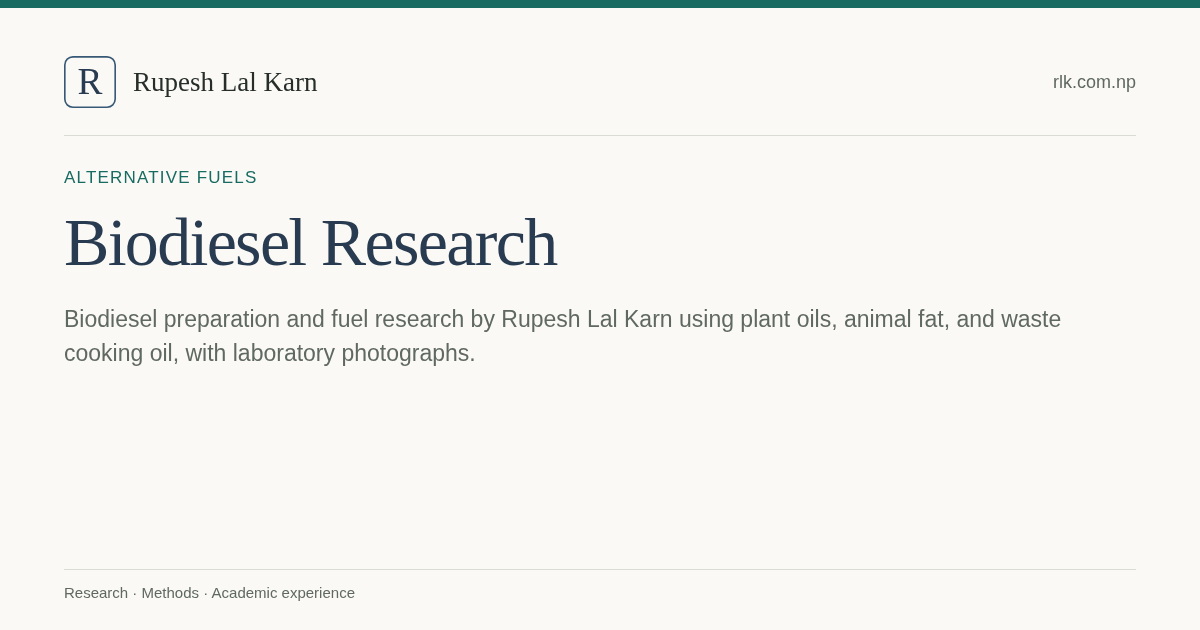 R
Rupesh Lal Karn
rlk.com.np
ALTERNATIVE FUELS
Biodiesel Research
Biodiesel preparation and fuel research by Rupesh Lal Karn using plant oils, animal fat, and waste
cooking oil, with laboratory photographs.
Research · Methods · Academic experience